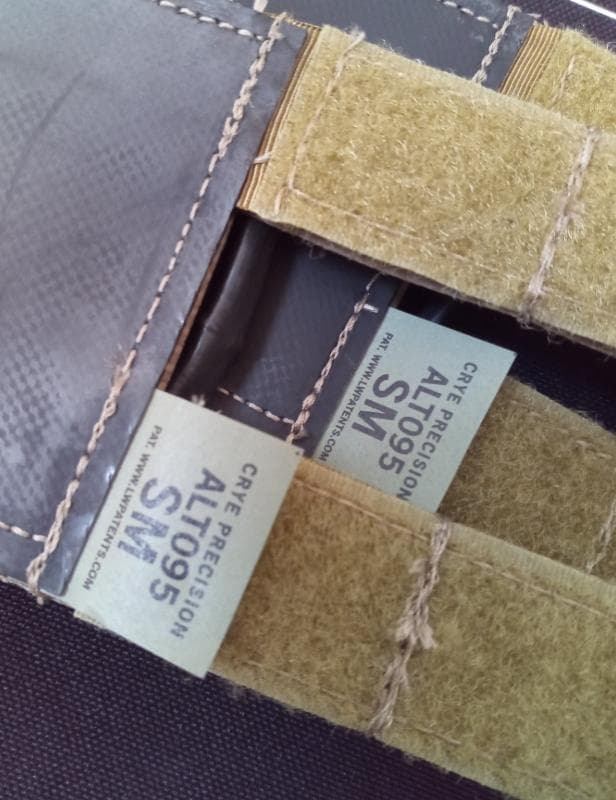 CRYE PRECISION
ALT095
SM
PAT. WWW.LWPATENTS.COM
CRYE PRECISION
ALT095
SM
PAT. WWW.LWPATENTS.COM